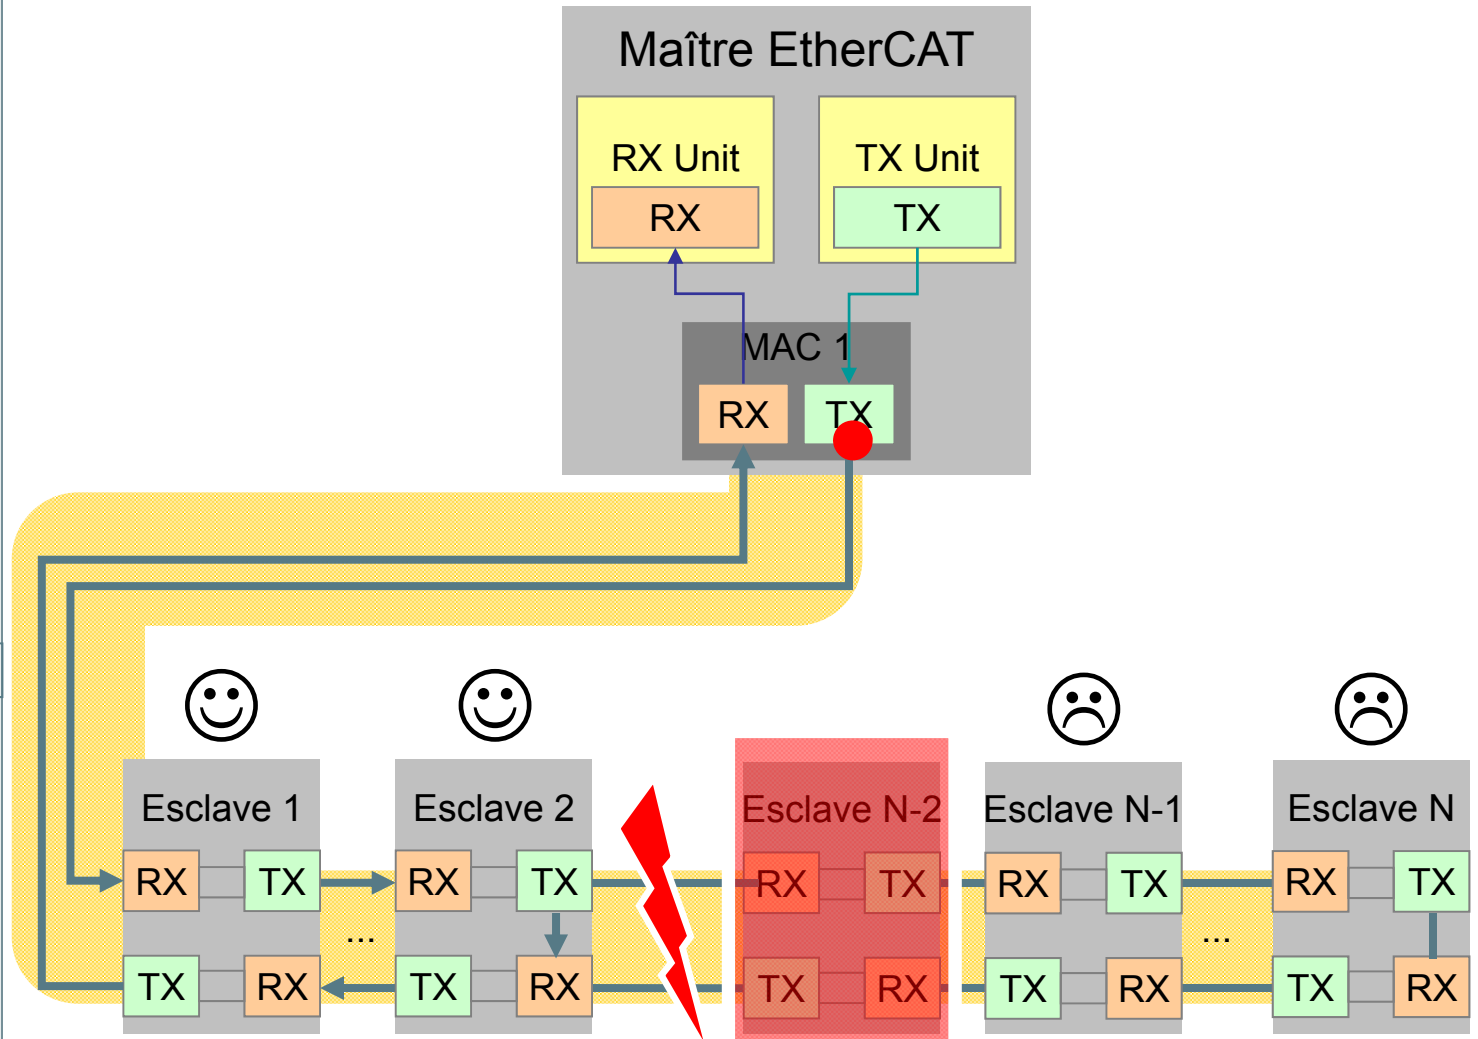 Maître EtherCAT
RX Unit
TX Unit
RX
TX
MAC 1
RX
TX
Esclave 1
Esclave 2
Esclave N-2
Esclave N-1
Esclave N
RX
TX
RX
TX
RX
TX
RX
TX
RX
TX
...
...
TX
RX
TX
RX
TX
RX
TX
RX
TX
RX